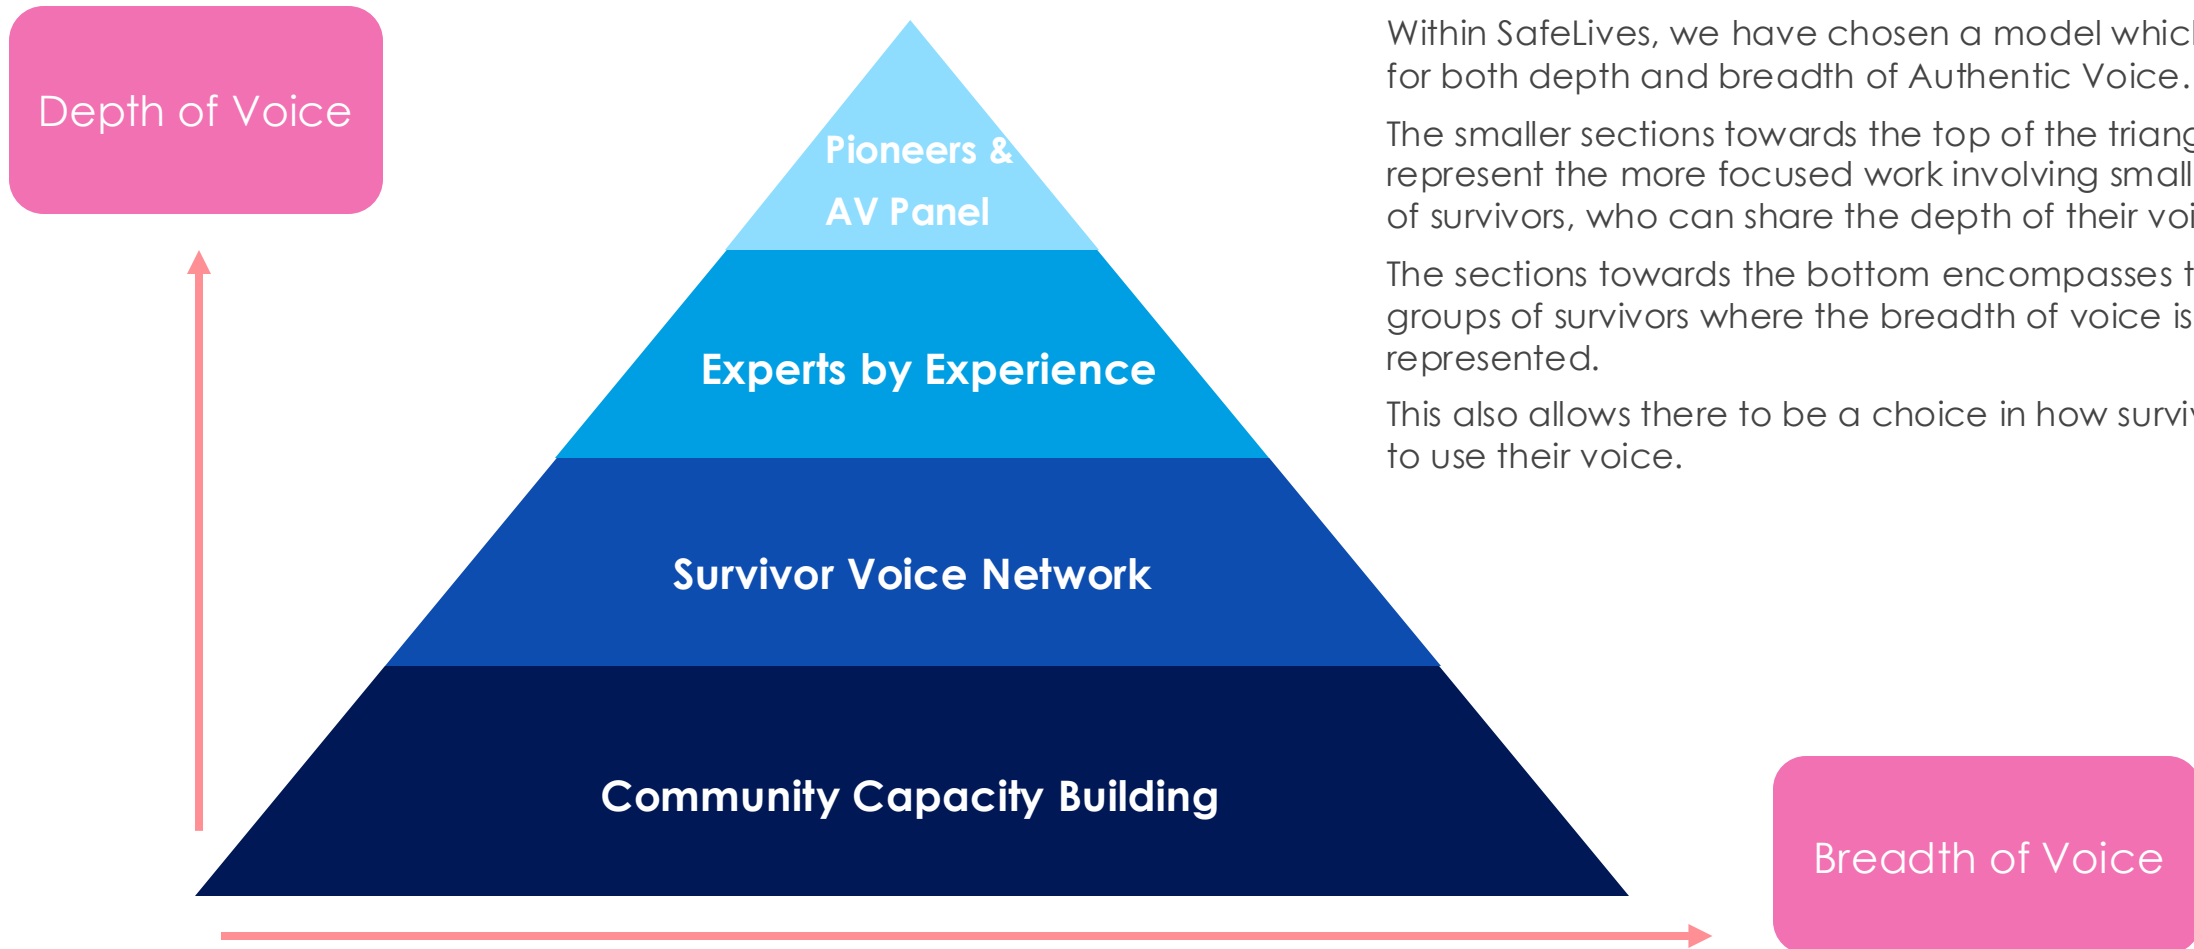 Depth of Voice
Pioneers &
AV Panel
Experts by Experience
Survivor Voice Network
Community Capacity Building
Breadth of Voice
Within SafeLives, we have chosen a model which
for both depth and breadth of Authentic Voice.
The smaller sections towards the top of the
represent the more focused work involving
of survivors, who can share the depth of their
The sections towards the bottom encompasses
groups of survivors where the breadth of voice is
represented.
This also allows there to be a choice in how
to use their voice.